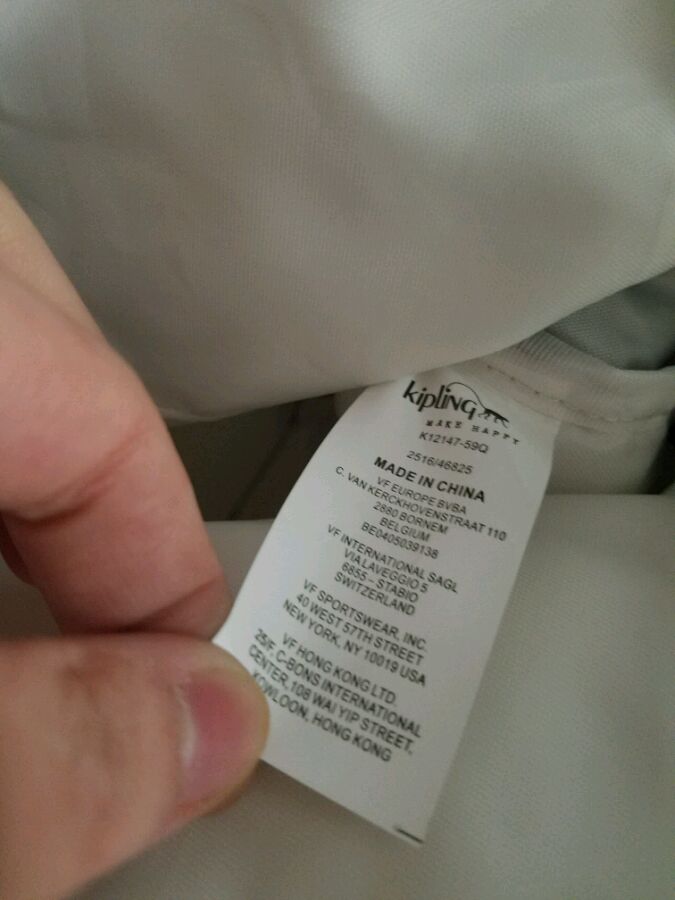 kipling
MAKE HAPPY
K12147-59Q
2516/46825
MADE IN CHINA
VF EUROPE BVBA
C. VAN KERCKHOVENSTRAAT 110
2880 BORNEM
BELGIUM
BE0405039138
VF INTERNATIONAL SAGL
VIA LAVEGGIO 5
6855 - STABIO
SWITZERLAND
VF SPORTSWEAR, INC.
40 WEST 57TH STREET
NEW YORK, NY 10019 USA
VF HONG KONG LTD.
25/F, C-BONS INTERNATIONAL
CENTER, 108 WAI YIP STREET,
KOWLOON, HONG KONG